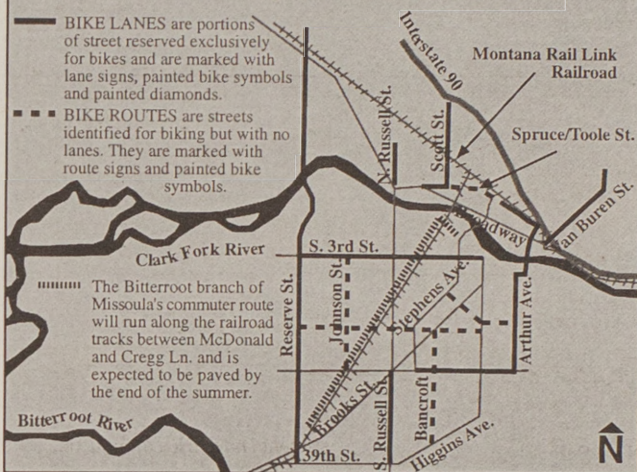 BIKE LANES are portions
of street reserved exclusively
for bikes and are marked with
lane signs, painted bike symbols
and painted diamonds.
BIKE ROUTES are streets
identified for biking but with no
lanes. They are marked with
route signs and painted bike
symbols.
Interstate 90
Montana Rail Link
Railroad
N. Russell St.
Scott St.
Spruce/Toole St.
Broadway
Van Buren St.
Clark Fork River
S. 3rd St.
The Bitterroot branch of
Missoula's commuter route
will run along the railroad
tracks between McDonald
and Cregg Ln. and is
expected to be paved by
the end of the summer.
Reserve St.
Johnson St.
Stephens Ave.
Arthur Ave.
Brooks St.
S. Russell St.
Bancroft
Higgins Ave.
39th St.
Bitterroot River
N